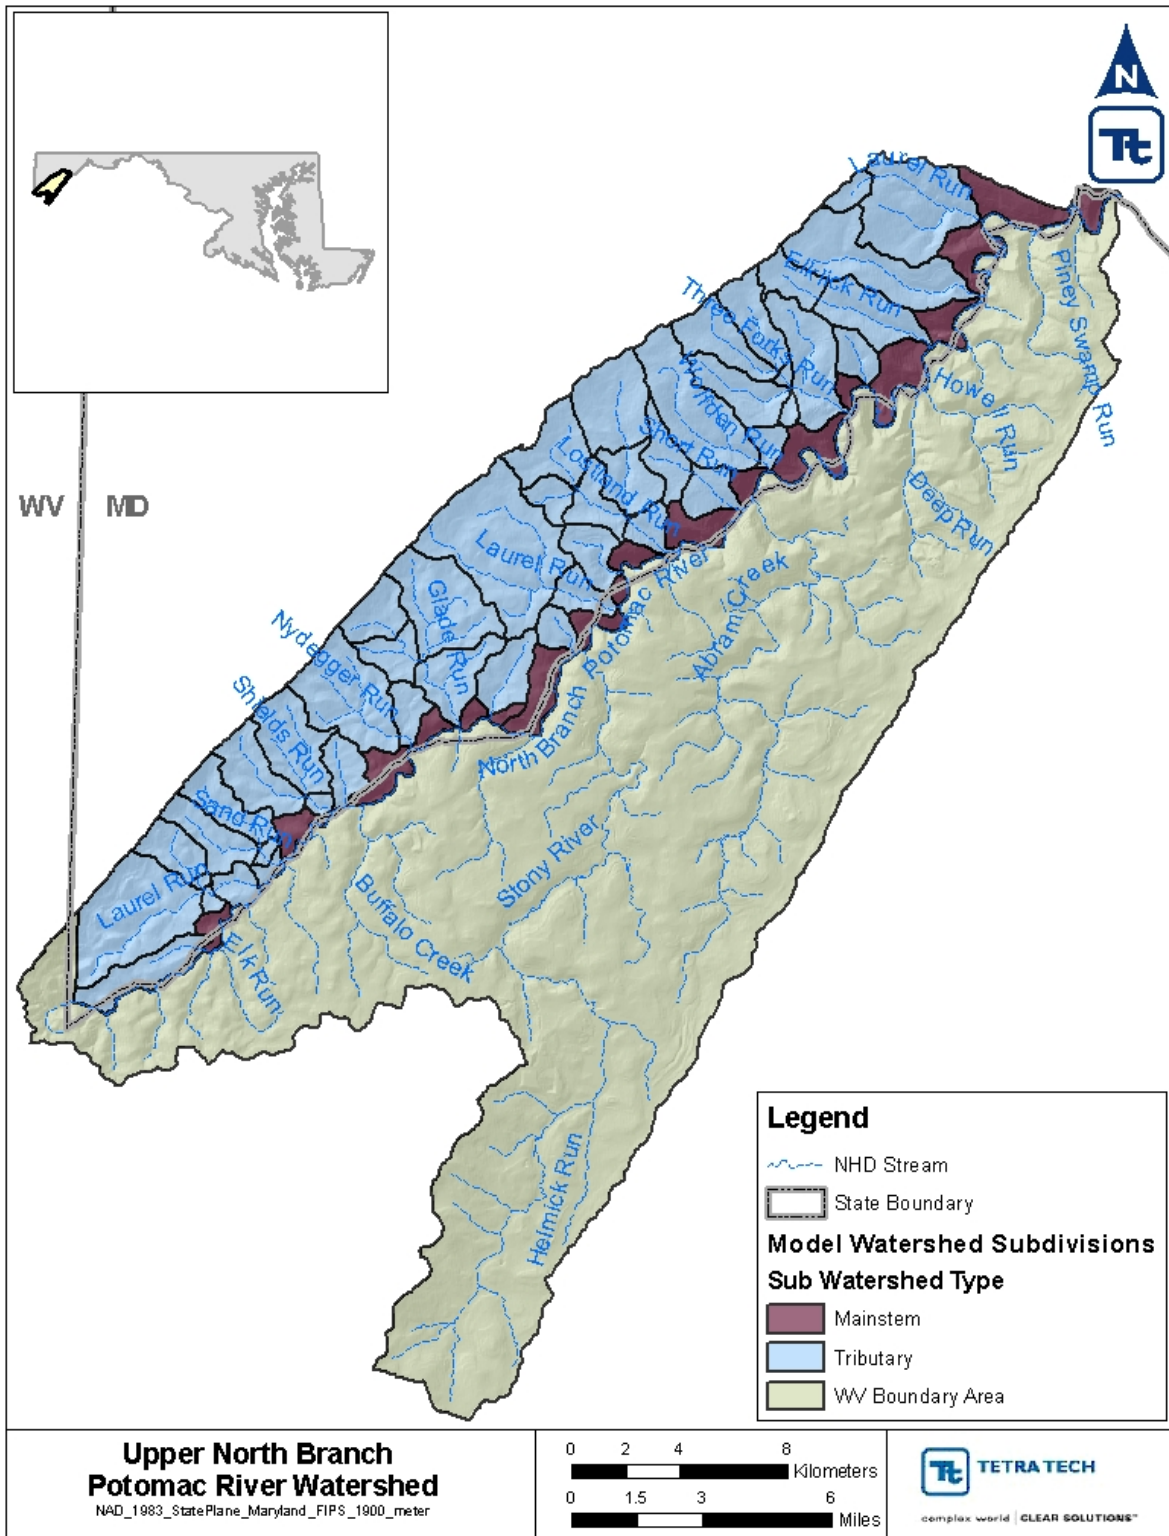 N
Tt
Laurel Run
Elklick Run
Three Forks Run
Piney Swamp Run
Howell Run
Wolfden Run
Short Run
Lostland Run
Deep Run
WV
MD
Laurel Run
Abram Creek
Glade Run
Nydegger Run
North Branch Potomac River
Shields Run
Sand Run
Stony River
Laurel Run
Buffalo Creek
Elk Run
Helmick Run
Legend
NHD Stream
State Boundary
Model Watershed Subdivisions
Sub Watershed Type
Mainstem
Tributary
WV Boundary Area
Upper North Branch
Potomac River Watershed
NAD_1983_StatePlane_Maryland_FIPS_1900_meter
0 2 4 8
Kilometers
0 1.5 3 6
Miles
Tt TETRA TECH
complex world | CLEAR SOLUTIONS™